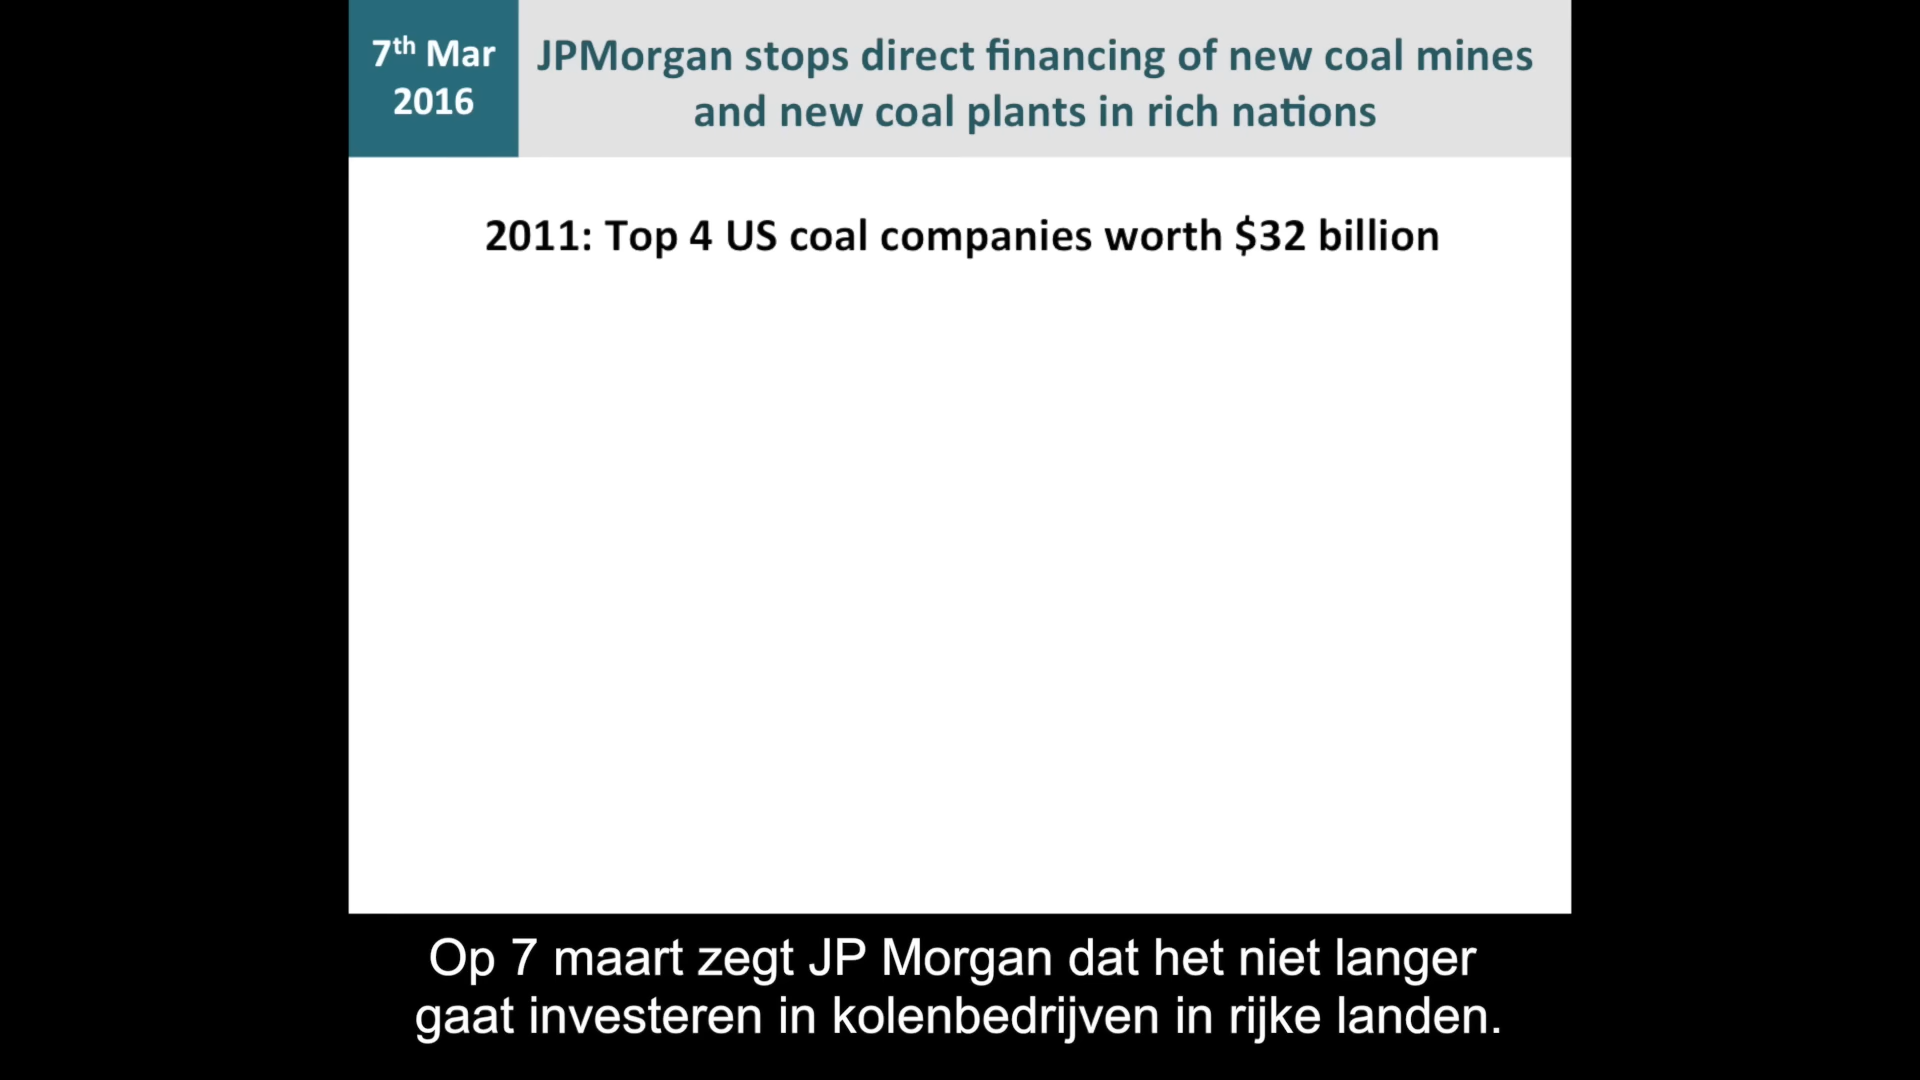 7th Mar
2016
JPMorgan stops direct financing of new coal mines
and new coal plants in rich nations
2011: Top 4 US coal companies worth $32 billion
Op 7 maart zegt JP Morgan dat het niet langer
gaat investeren in kolenbedrijven in rijke landen.